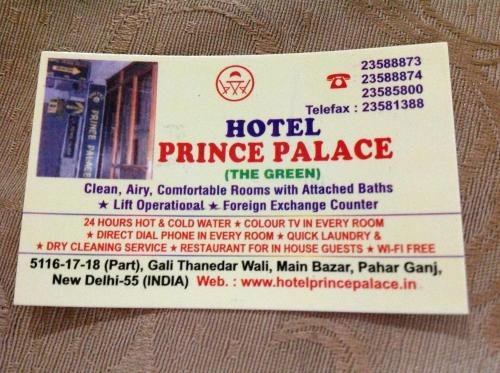 PRINCE PALACE
23588873
23588874
23585800
Telefax : 23581388
HOTEL
PRINCE PALACE
(THE GREEN)
Clean, Airy, Comfortable Rooms with Attached Baths
★ Lift Operational ★ Foreign Exchange Counter
24 HOURS HOT & COLD WATER ★ COLOUR TV IN EVERY ROOM
★ DIRECT DIAL PHONE IN EVERY ROOM ★ QUICK LAUNDRY &
★ DRY CLEANING SERVICE ★ RESTAURANT FOR IN HOUSE GUESTS ★ WI-FI FREE
5116-17-18 (Part), Gali Thanedar Wali, Main Bazar, Pahar Ganj,
New Delhi-55 (INDIA) Web. : www.hotelprincepalace.in